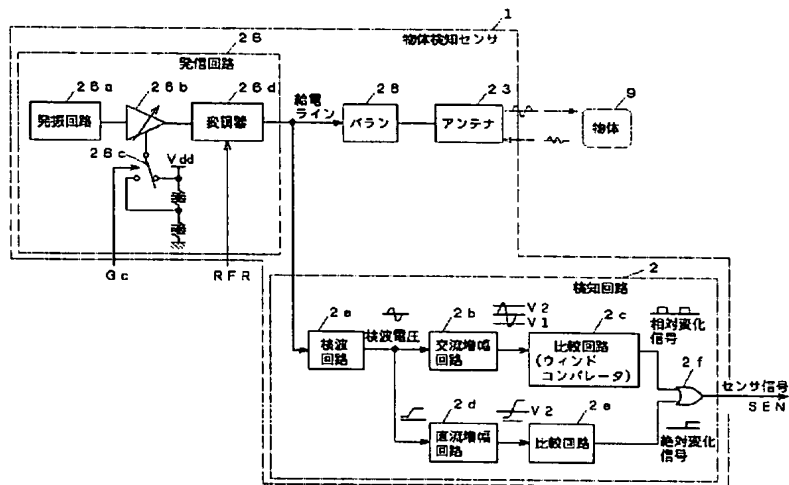 1
物体検知センサ
26
発信回路
26a
26b
26d
発振回路
変調器
26c
Vdd
Gc
RFR
給電
ライン
28
バラン
23
アンテナ
9
物体
2
検知回路
2a
検波
回路
検波電圧
2b
交流増幅
回路
V2
V1
2c
比較回路
(ウィンド
コンパレータ)
相対変化
信号
2f
センサ信号
SEN
2d
直流増幅
回路
V2
2e
比較回路
絶対変化
信号